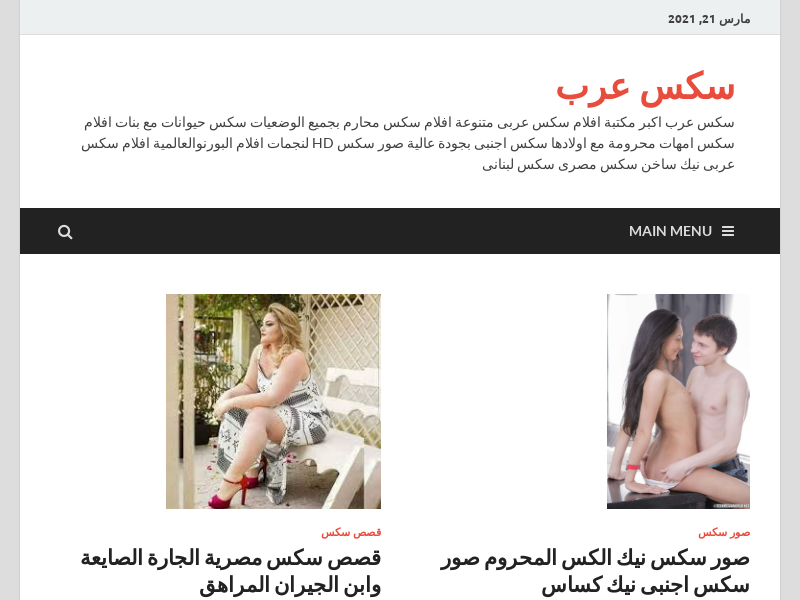 مارس 21, 2021
سكس عرب
سكس عرب اكبر مكتبة افلام سكس عربى متنوعة افلام سكس محارم بجميع الوضعيات سكس حيوانات مع بنات افلام
سكس امهات محرومة مع اولادها سكس اجنبى بجودة عالية صور سكس HD لنجمات افلام البورنوالعالمية افلام سكس
عربى نيك ساخن سكس مصرى سكس لبنانى
MAIN MENU
صور سكس
صور سكس نيك الكس المحروم صور
سكس اجنبى نيك كساس
قصص سكس
قصص سكس مصرية الجارة الصايعة
وابن الجيران المراهق